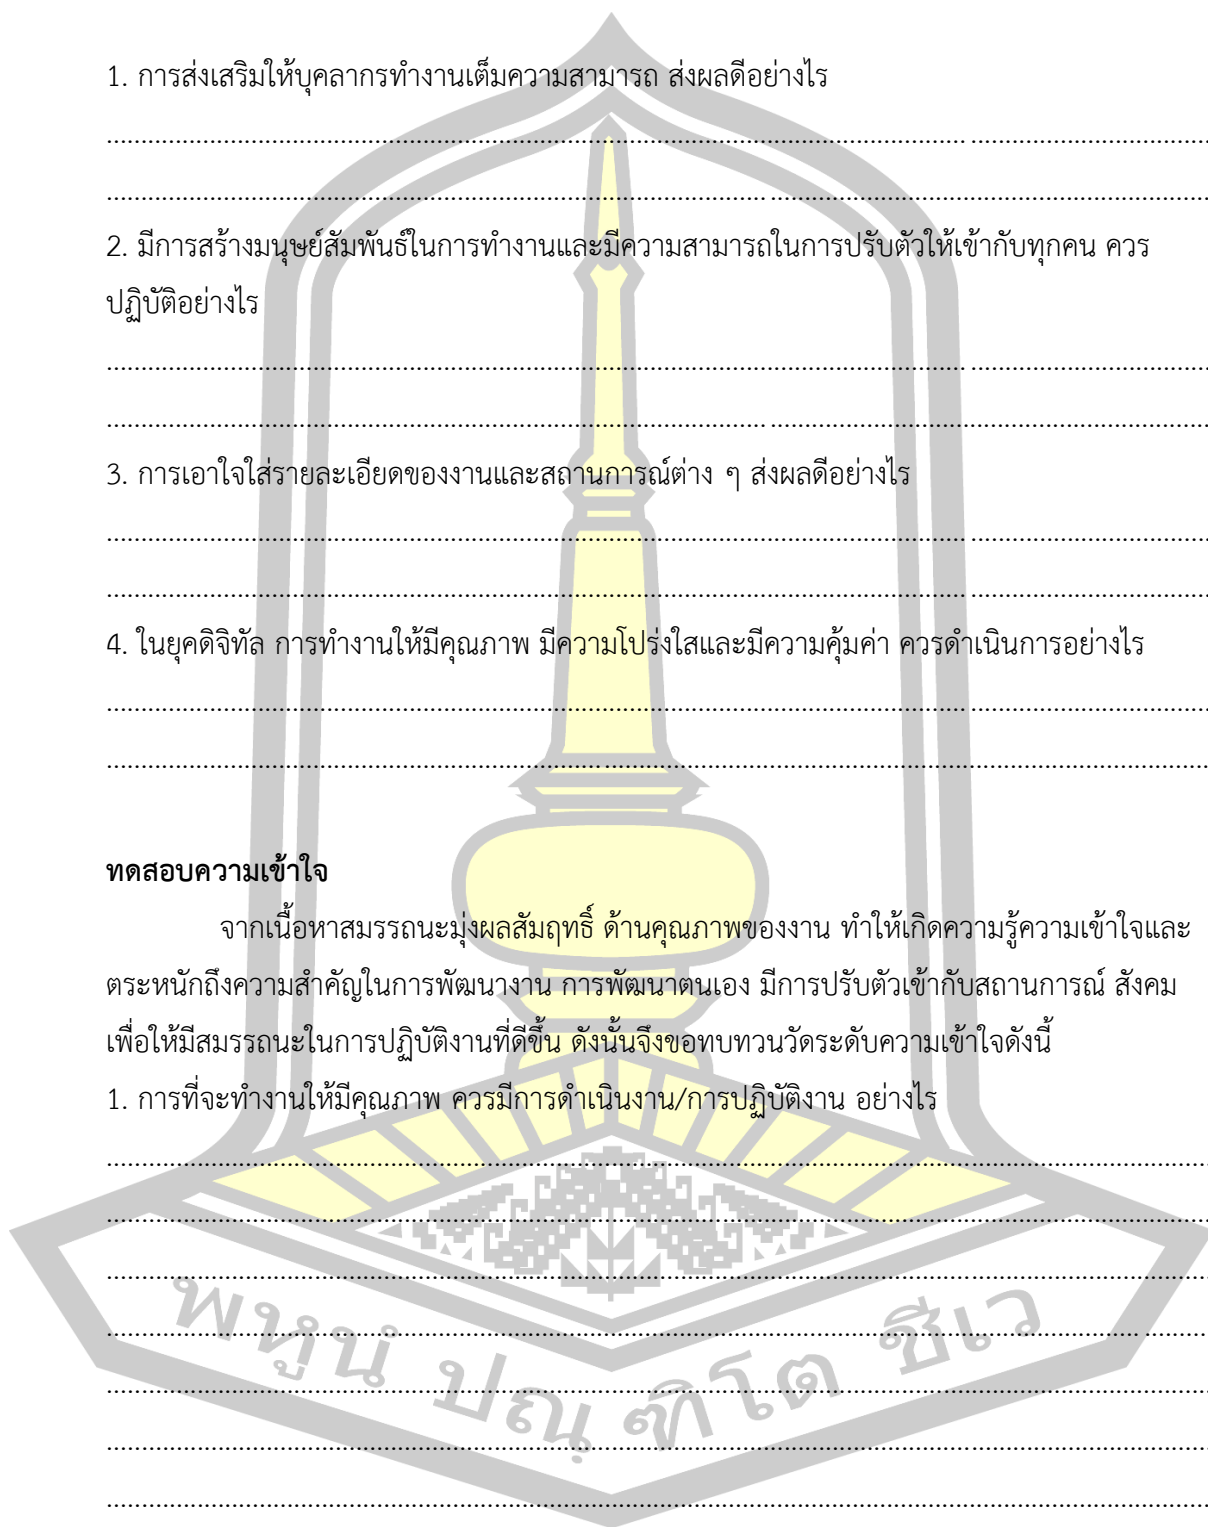 1. การส่งเสริมให้บุคลากรทำงานเต็มความสามารถ ส่งผลดีอย่างไร
................................................................................................................................................................
................................................................................................................................................................
2. มีการสร้างมนุษย์สัมพันธ์ในการทำงานและมีความสามารถในการปรับตัวให้เข้ากับทุกคน ควร
ปฏิบัติอย่างไร
................................................................................................................................................................
................................................................................................................................................................
3. การเอาใจใส่รายละเอียดของงานและสถานการณ์ต่าง ๆ ส่งผลดีอย่างไร
................................................................................................................................................................
................................................................................................................................................................
4. ในยุคดิจิทัล การทำงานให้มีคุณภาพ มีความโปร่งใสและมีความคุ้มค่า ควรดำเนินการอย่างไร
................................................................................................................................................................
................................................................................................................................................................
ทดสอบความเข้าใจ
จากเนื้อหาสมรรถนะมุ่งผลสัมฤทธิ์ ด้านคุณภาพของงาน ทำให้เกิดความรู้ความเข้าใจและ
ตระหนักถึงความสำคัญในการพัฒนางาน การพัฒนาตนเอง มีการปรับตัวเข้ากับสถานการณ์ สังคม
เพื่อให้มีสมรรถนะในการปฏิบัติงานที่ดีขึ้น ดังนั้นจึงขอทบทวนวัดระดับความเข้าใจดังนี้
1. การที่จะทำงานให้มีคุณภาพ ควรมีการดำเนินงาน/การปฏิบัติงาน อย่างไร
................................................................................................................................................................
................................................................................................................................................................
................................................................................................................................................................
................................................................................................................................................................
................................................................................................................................................................
................................................................................................................................................................
................................................................................................................................................................
พหูนํ ปณฺฑิโต ชีเว